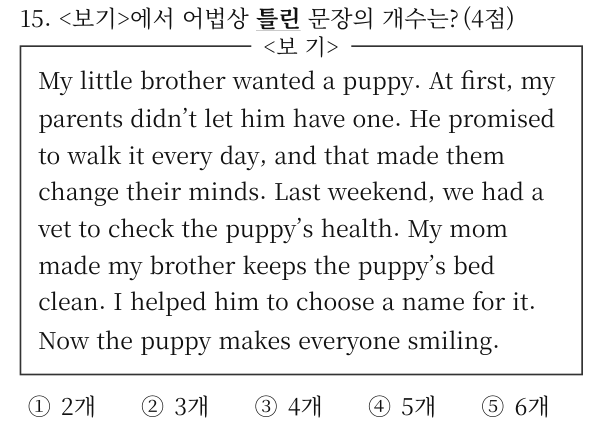 15. <보기>에서 어법상 틀린 문장의 개수는? (4점)
<보 기>
My little brother wanted a puppy. At first, my
parents didn’t let him have one. He promised
to walk it every day, and that made them
change their minds. Last weekend, we had a
vet to check the puppy’s health. My mom
made my brother keeps the puppy’s bed
clean. I helped him to choose a name for it.
Now the puppy makes everyone smiling.
① 2개 ② 3개 ③ 4개 ④ 5개 ⑤ 6개